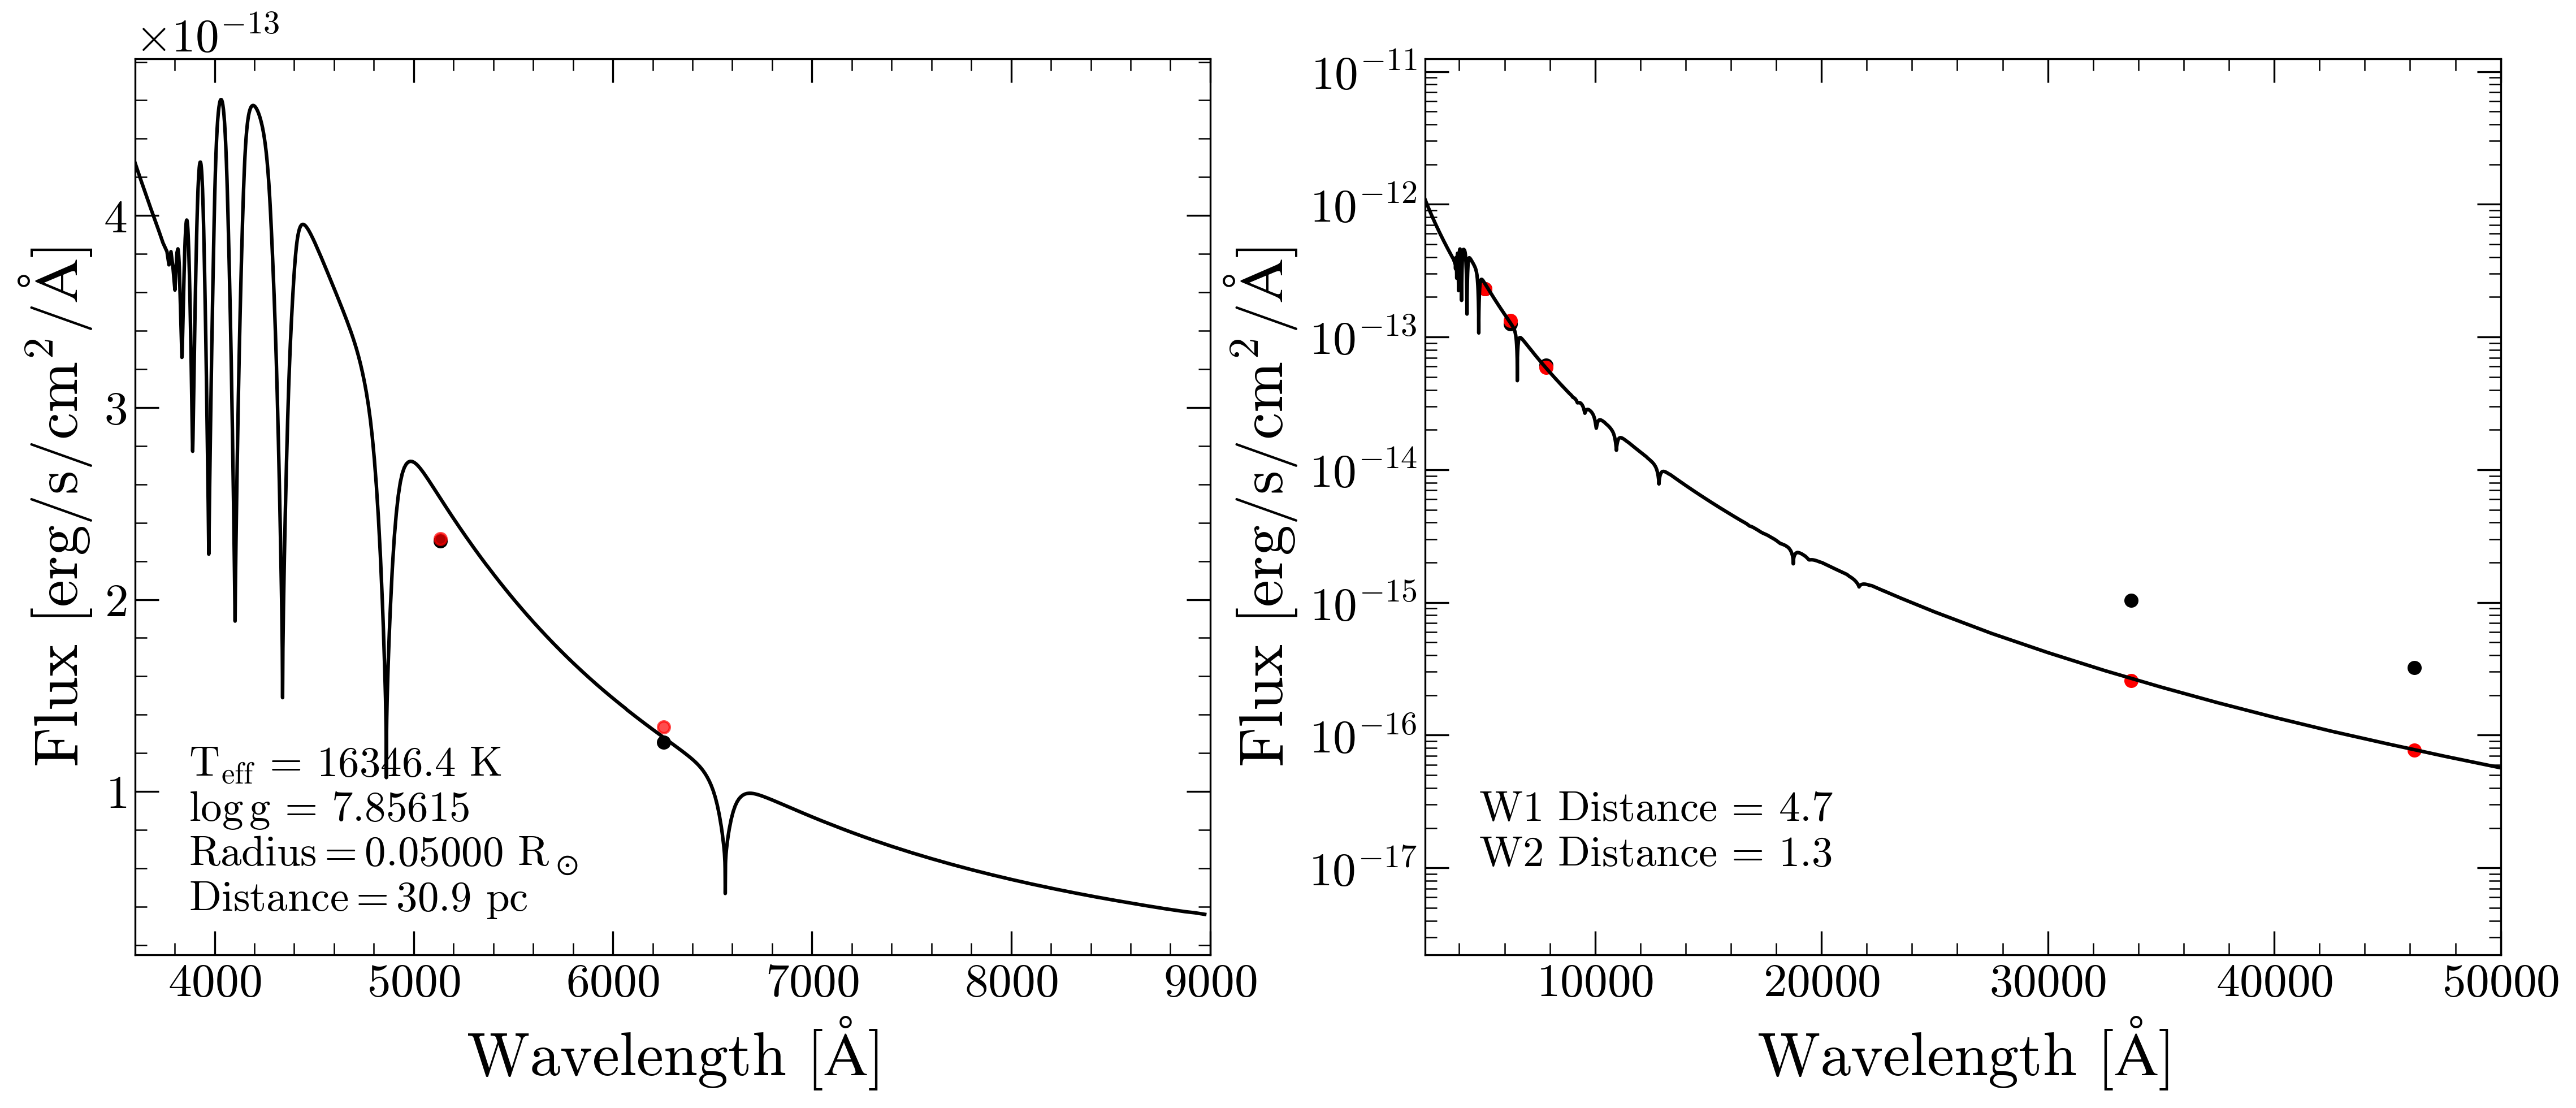 ×10⁻¹³
Flux [erg/s/cm²/Å]
4
3
2
1
T_eff = 16346.4 K
log g = 7.85615
Radius = 0.05000 R_⊙
Distance = 30.9 pc
4000 5000 6000 7000 8000 9000
Wavelength [Å]
Flux [erg/s/cm²/Å]
10⁻¹¹
10⁻¹²
10⁻¹³
10⁻¹⁴
10⁻¹⁵
10⁻¹⁶
10⁻¹⁷
W1 Distance = 4.7
W2 Distance = 1.3
10000 20000 30000 40000 50000
Wavelength [Å]